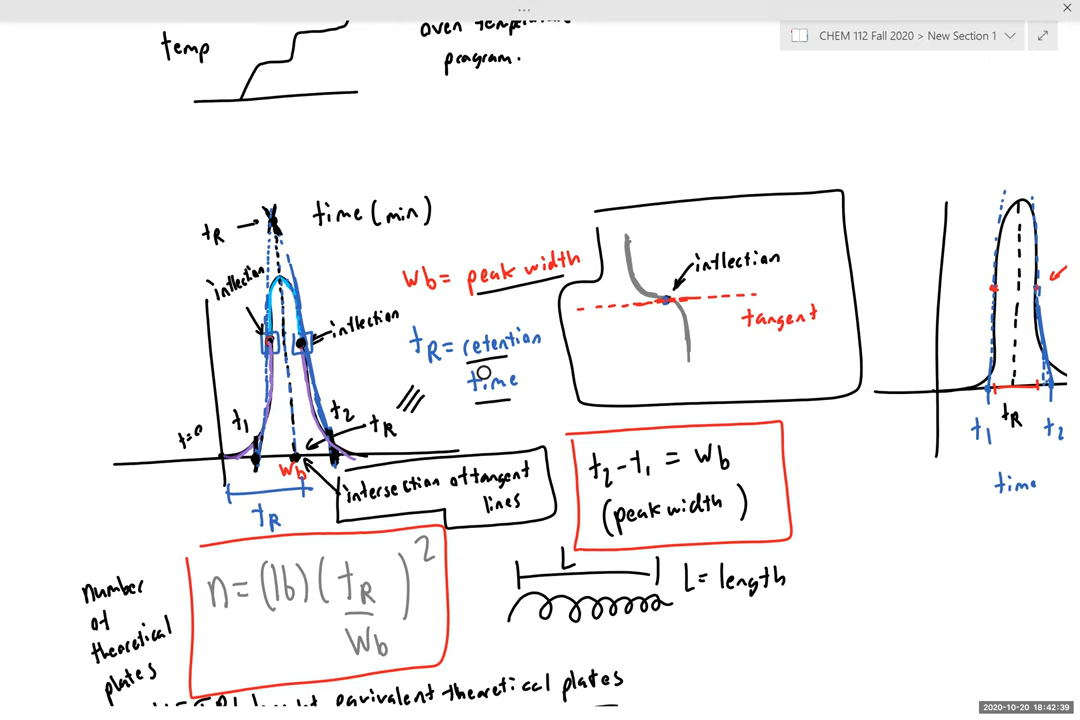 CHEM 112 Fall 2020 > New Section 1
temp
oven temperature
program.
tR
time (min)
inflection
inflection
Wb = peak width
tR = retention
time
inflection
tangent
t=0
t1
t2
tR
Wb
tR
intersection of tangent
lines
t2 - t1 = Wb
(peak width)
t1
tR
t2
time
number
of
theoretical
plates
n = (16) (tR/Wb)^2
L
L = length
equivalent theoretical plates
2020-10-20 18:42:39